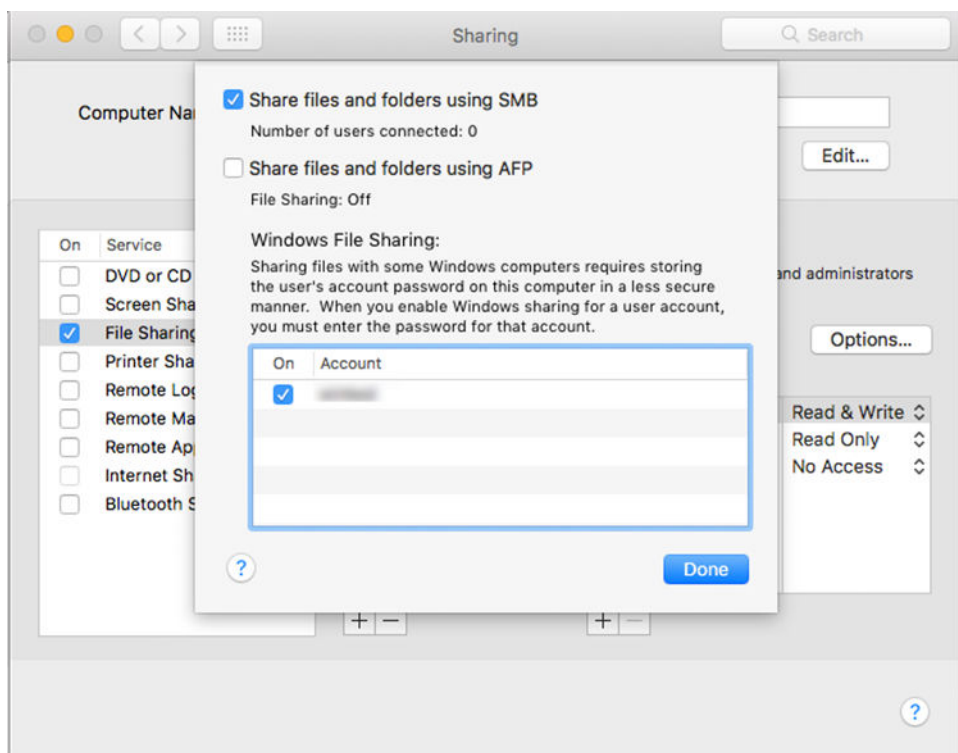 Sharing
Search
Computer Na
Edit...
Share files and folders using SMB
Number of users connected: 0
Share files and folders using AFP
File Sharing: Off
Windows File Sharing:
Sharing files with some Windows computers requires storing
the user's account password on this computer in a less secure
manner. When you enable Windows sharing for a user account,
you must enter the password for that account.
On Account
? Done
On Service
DVD or CD
Screen Sha
File Sharing
Printer Sha
Remote Log
Remote Ma
Remote Ap
Internet Sh
Bluetooth S
and administrators
Options...
Read & Write
Read Only
No Access
+ −
+ −
?